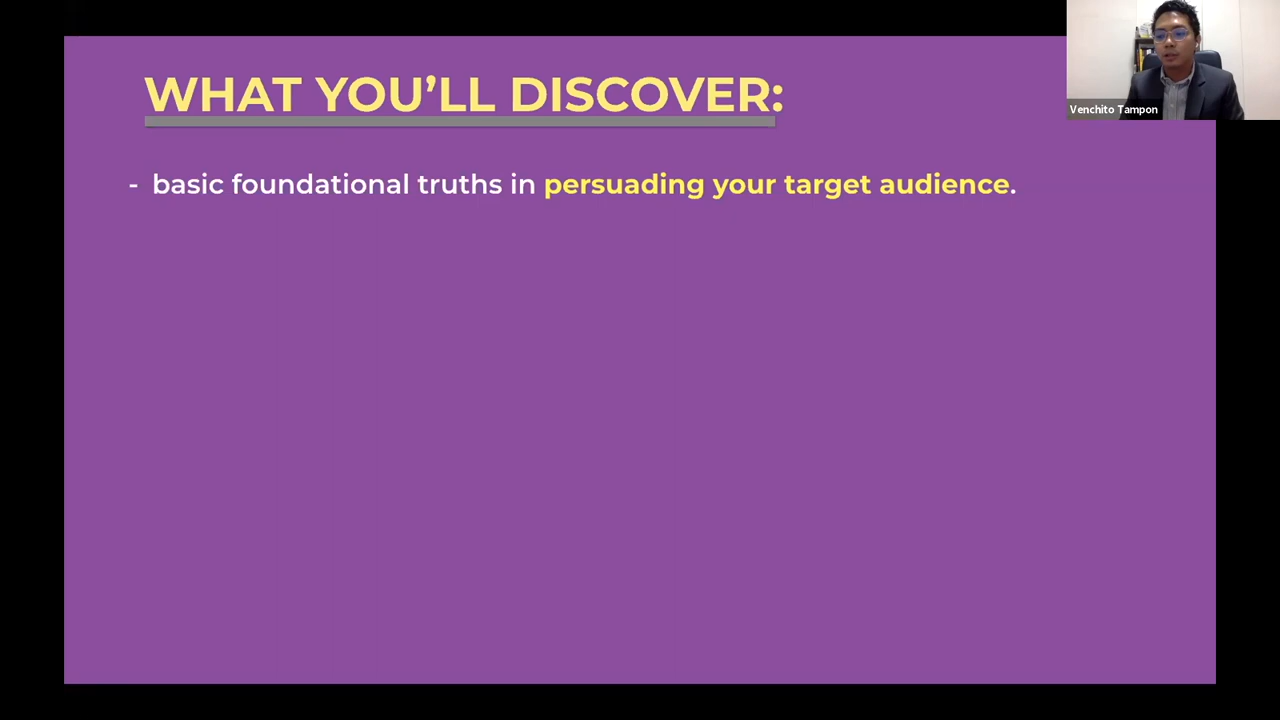 WHAT YOU’LL DISCOVER:
- basic foundational truths in persuading your target audience.
Venchito Tampon